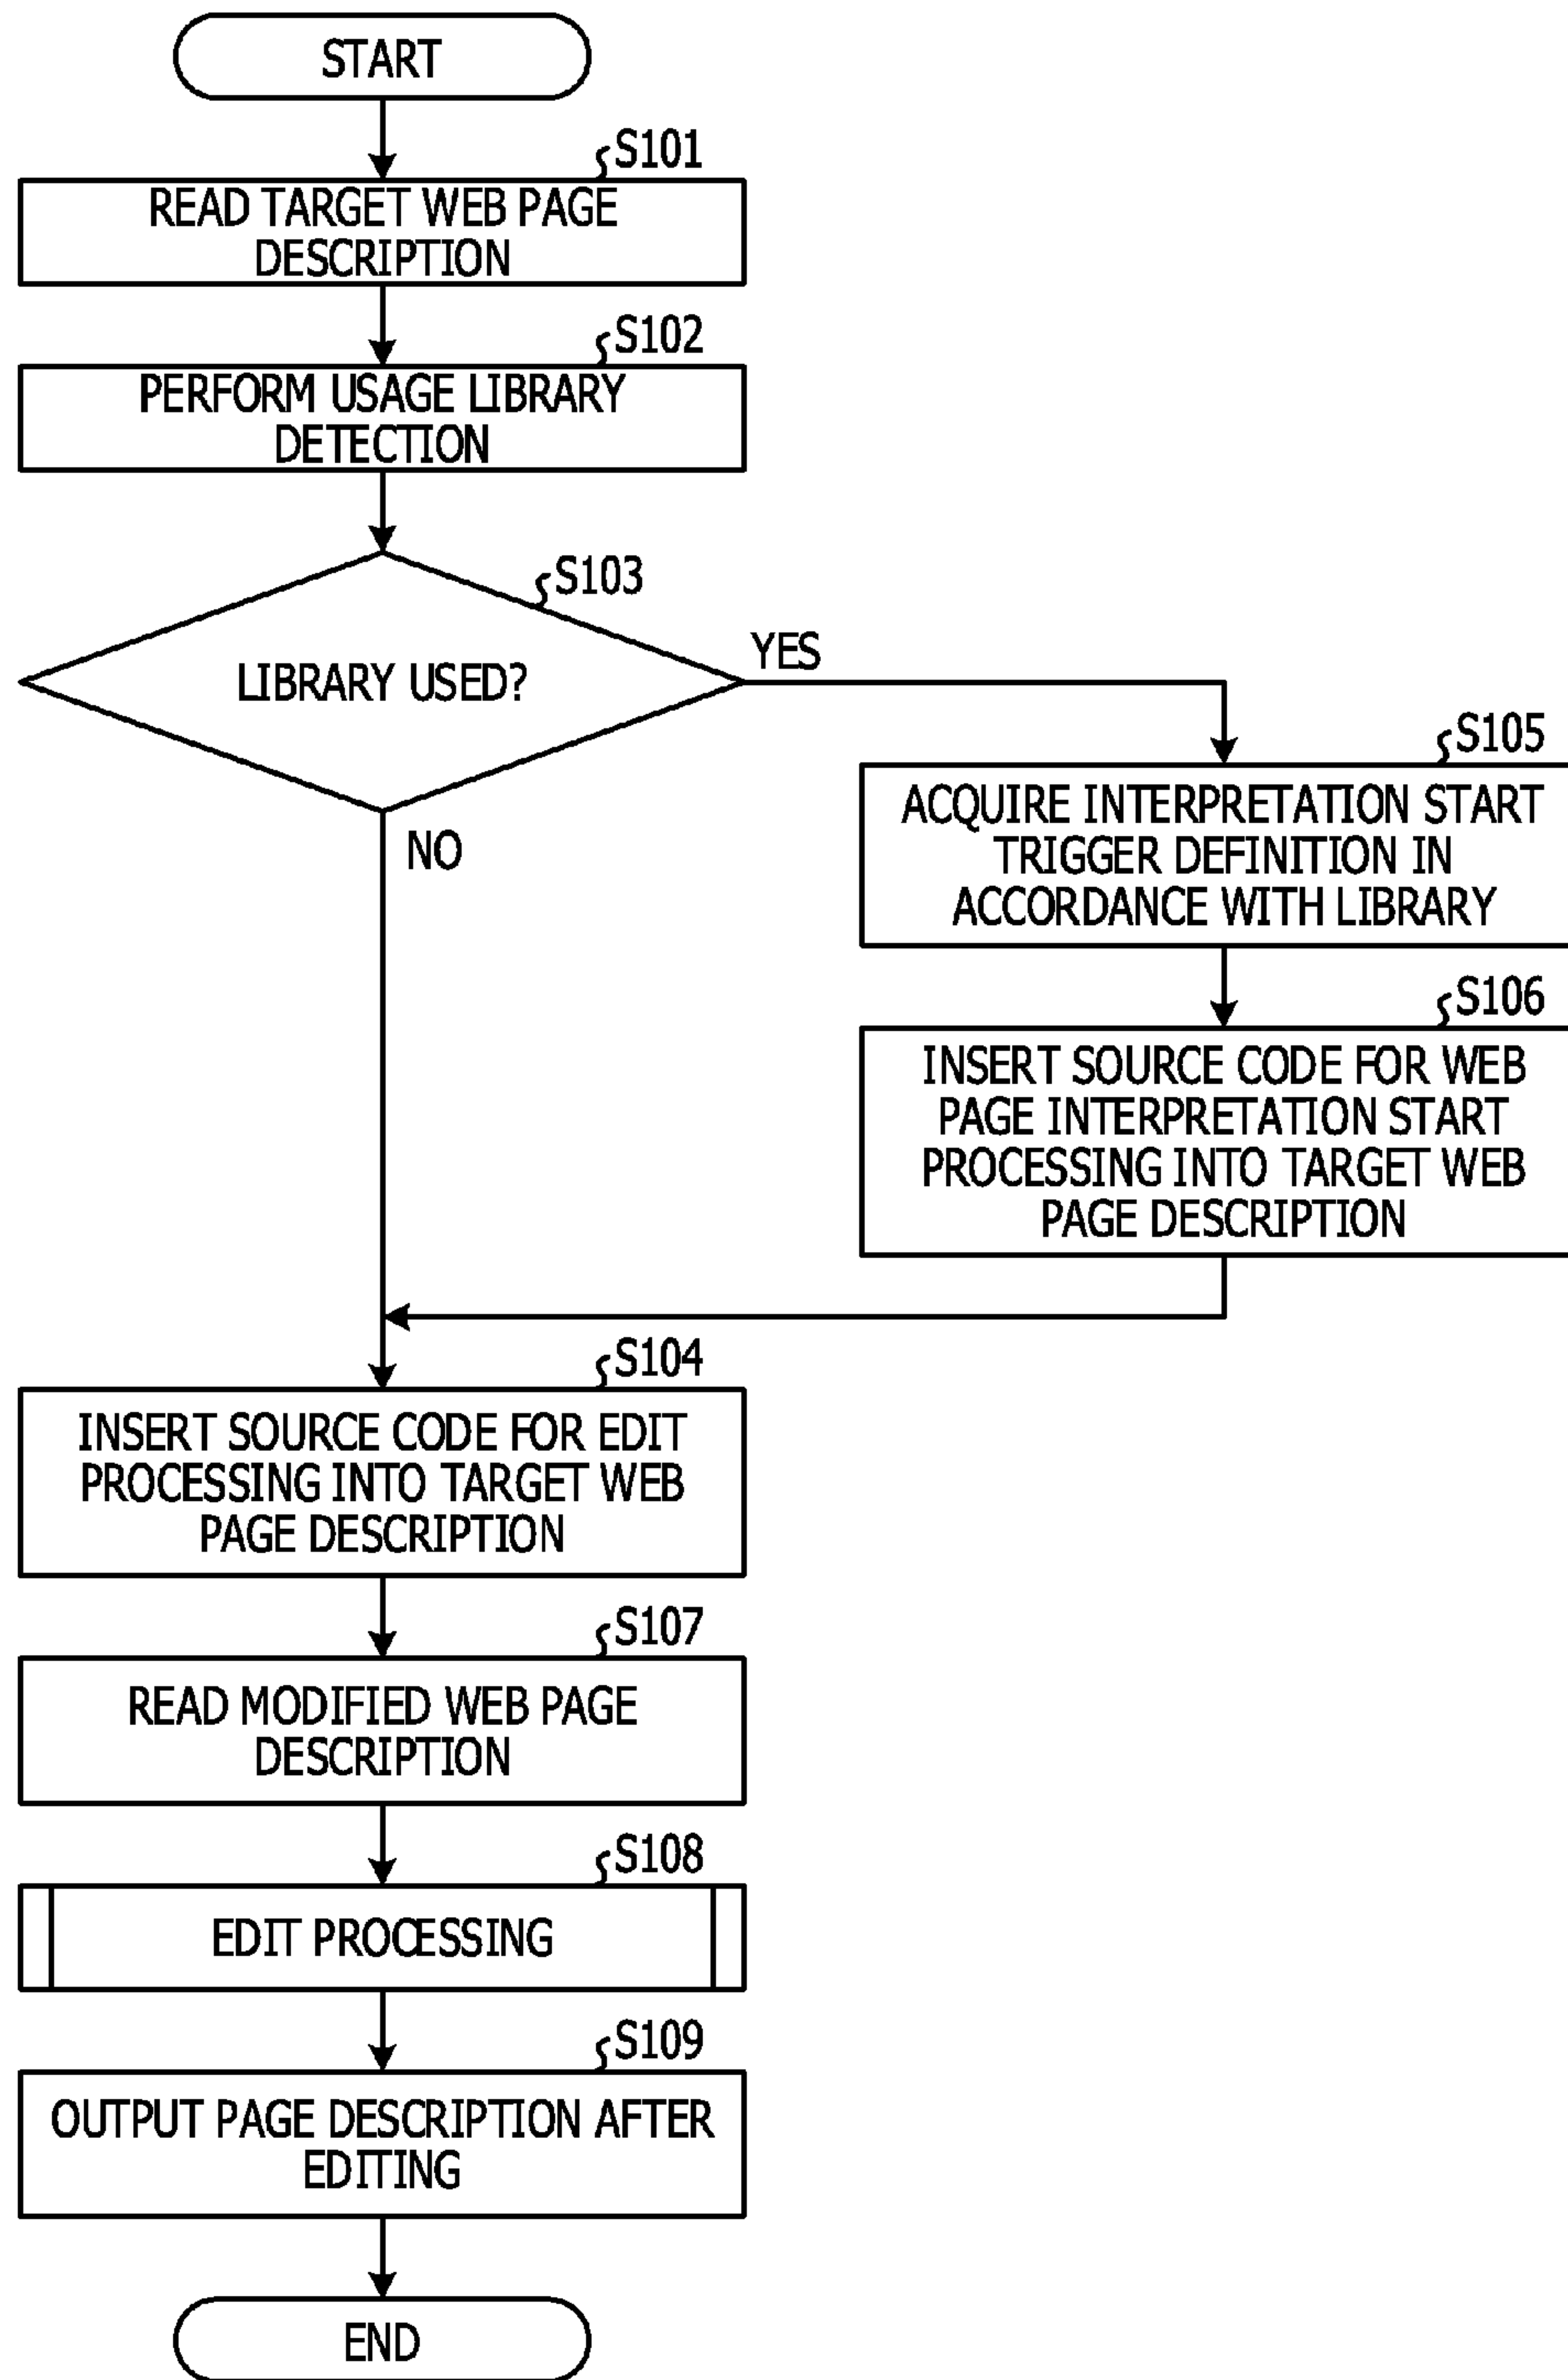 START
S101
READ TARGET WEB PAGE
DESCRIPTION
S102
PERFORM USAGE LIBRARY
DETECTION
S103
LIBRARY USED?
YES
NO
S105
ACQUIRE INTERPRETATION START
TRIGGER DEFINITION IN
ACCORDANCE WITH LIBRARY
S106
INSERT SOURCE CODE FOR WEB
PAGE INTERPRETATION START
PROCESSING INTO TARGET WEB
PAGE DESCRIPTION
S104
INSERT SOURCE CODE FOR EDIT
PROCESSING INTO TARGET WEB
PAGE DESCRIPTION
S107
READ MODIFIED WEB PAGE
DESCRIPTION
S108
EDIT PROCESSING
S109
OUTPUT PAGE DESCRIPTION AFTER
EDITING
END